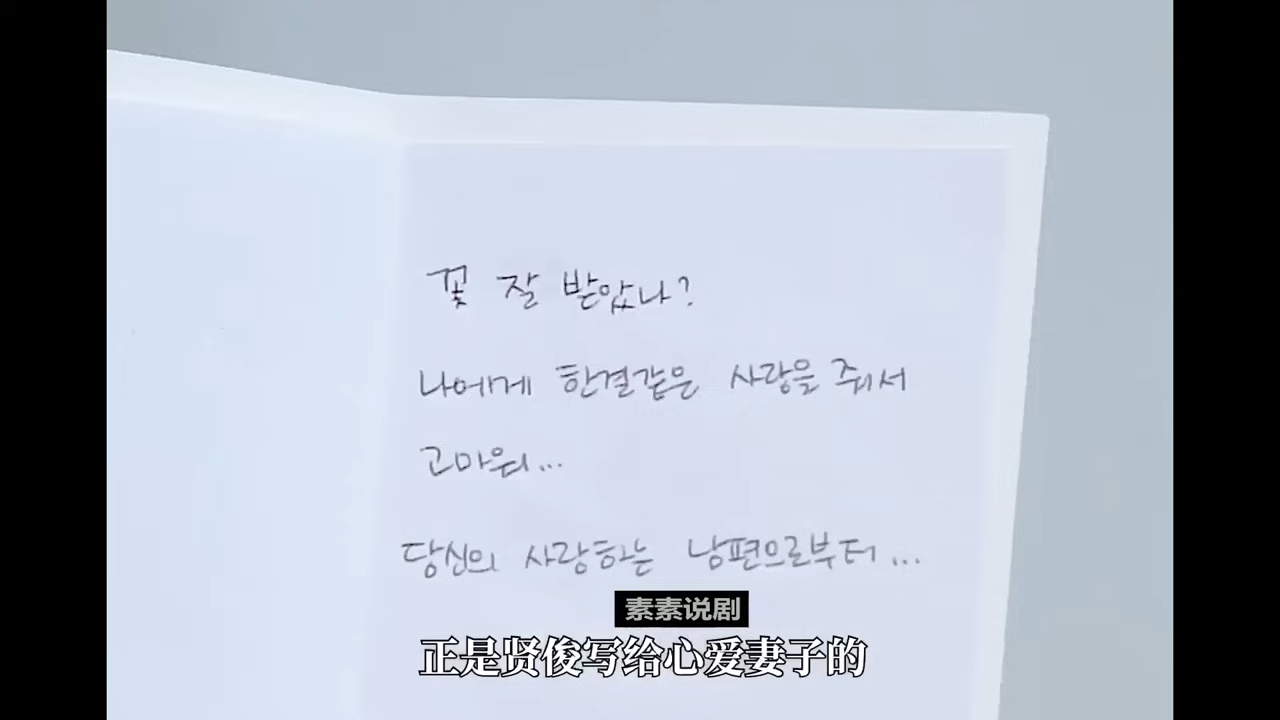 꽃 잘 받았나?
나에게 한결같은 사랑을 줘서
고마워...
당신의 사랑하는 남편으로부터...
素素说剧
正是贤俊写给心爱妻子的